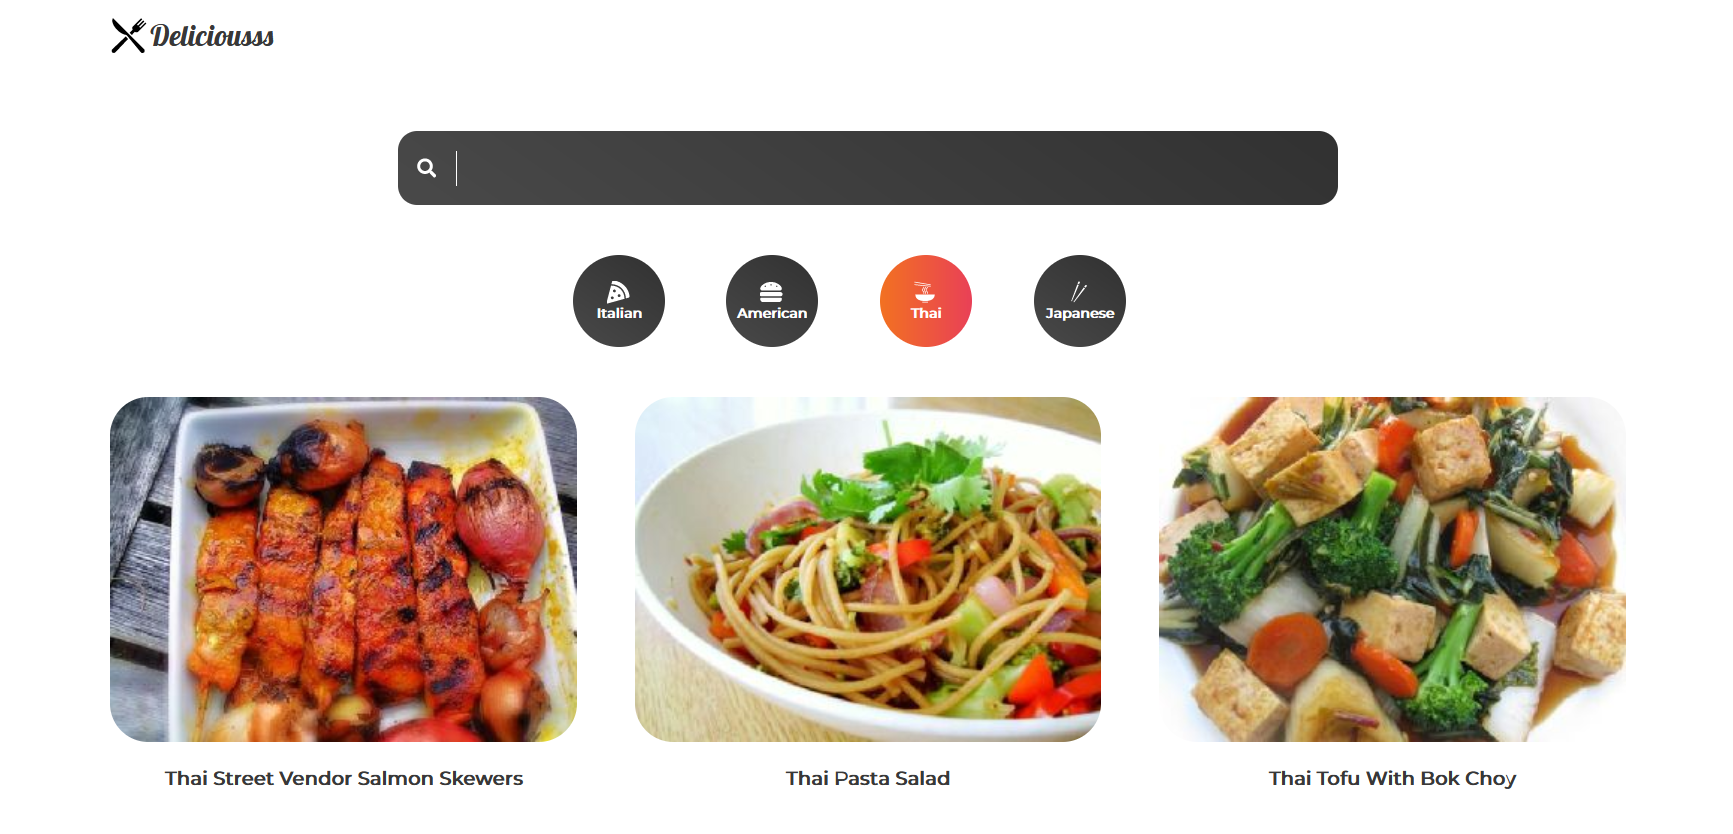 Deliciousss
Italian
American
Thai
Japanese
Thai Street Vendor Salmon Skewers
Thai Pasta Salad
Thai Tofu With Bok Choy